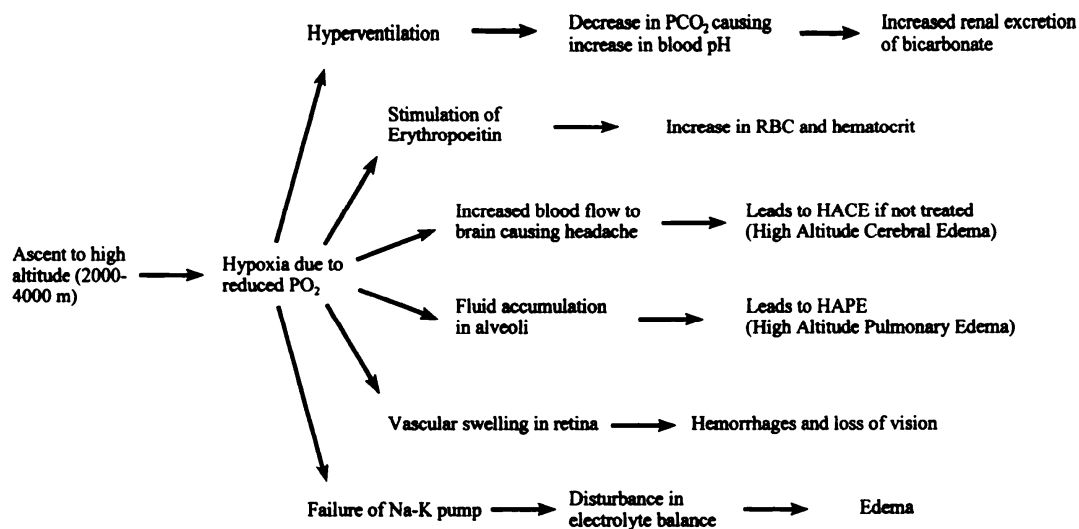 Hyperventilation
Decrease in PCO₂ causing
increase in blood pH
Increased renal excretion
of bicarbonate
Stimulation of
Erythropoeitin
Increase in RBC and hematocrit
Increased blood flow to
brain causing headache
Leads to HACE if not treated
(High Altitude Cerebral Edema)
Ascent to high
altitude (2000-
4000 m)
Hypoxia due to
reduced PO₂
Fluid accumulation
in alveoli
Leads to HAPE
(High Altitude Pulmonary Edema)
Vascular swelling in retina
Hemorrhages and loss of vision
Failure of Na-K pump
Disturbance in
electrolyte balance
Edema